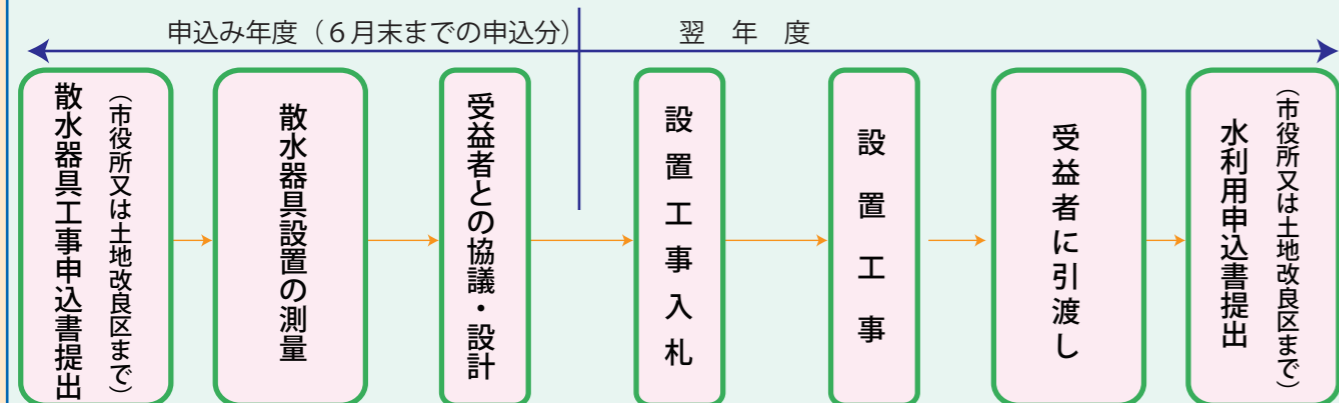 申込み年度（６月末までの申込分）
翌年度
散水器具工事申込書提出
（市役所又は土地改良区まで）
散水器具設置の測量
受益者との協議・設計
設置工事入札
設置工事
受益者に引渡し
水利用申込書提出
（市役所又は土地改良区まで）